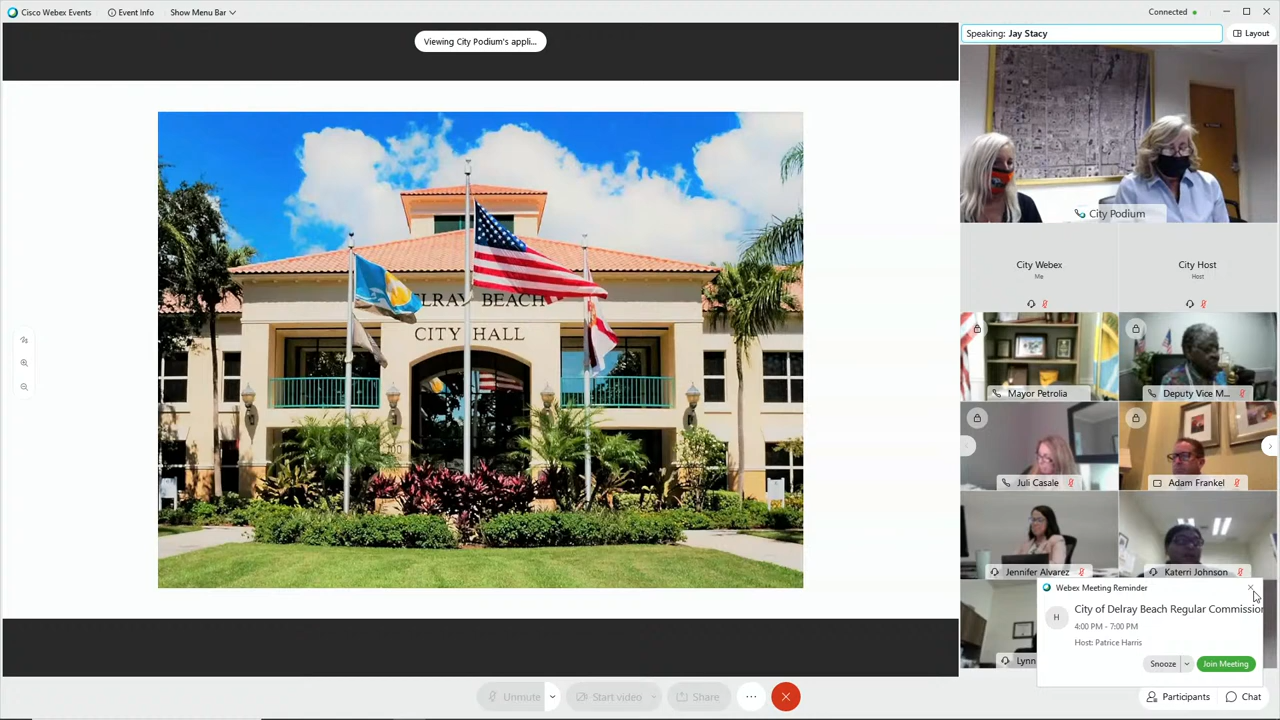 Cisco Webex Events
Event Info
Show Menu Bar
Connected
Viewing City Podium's appli...
Speaking: Jay Stacy
Layout
City Podium
City Webex
Me
City Host
Host
ELRAY BEACH
CITY HALL
Mayor Petrolia
Deputy Vice M...
Juli Casale
Adam Frankel
Jennifer Alvarez
Katerri Johnson
Lynn
Webex Meeting Reminder
H
City of Delray Beach Regular Commission
4:00 PM - 7:00 PM
Host: Patrice Harris
Snooze
Join Meeting
Unmute
Start video
Share
Participants
Chat